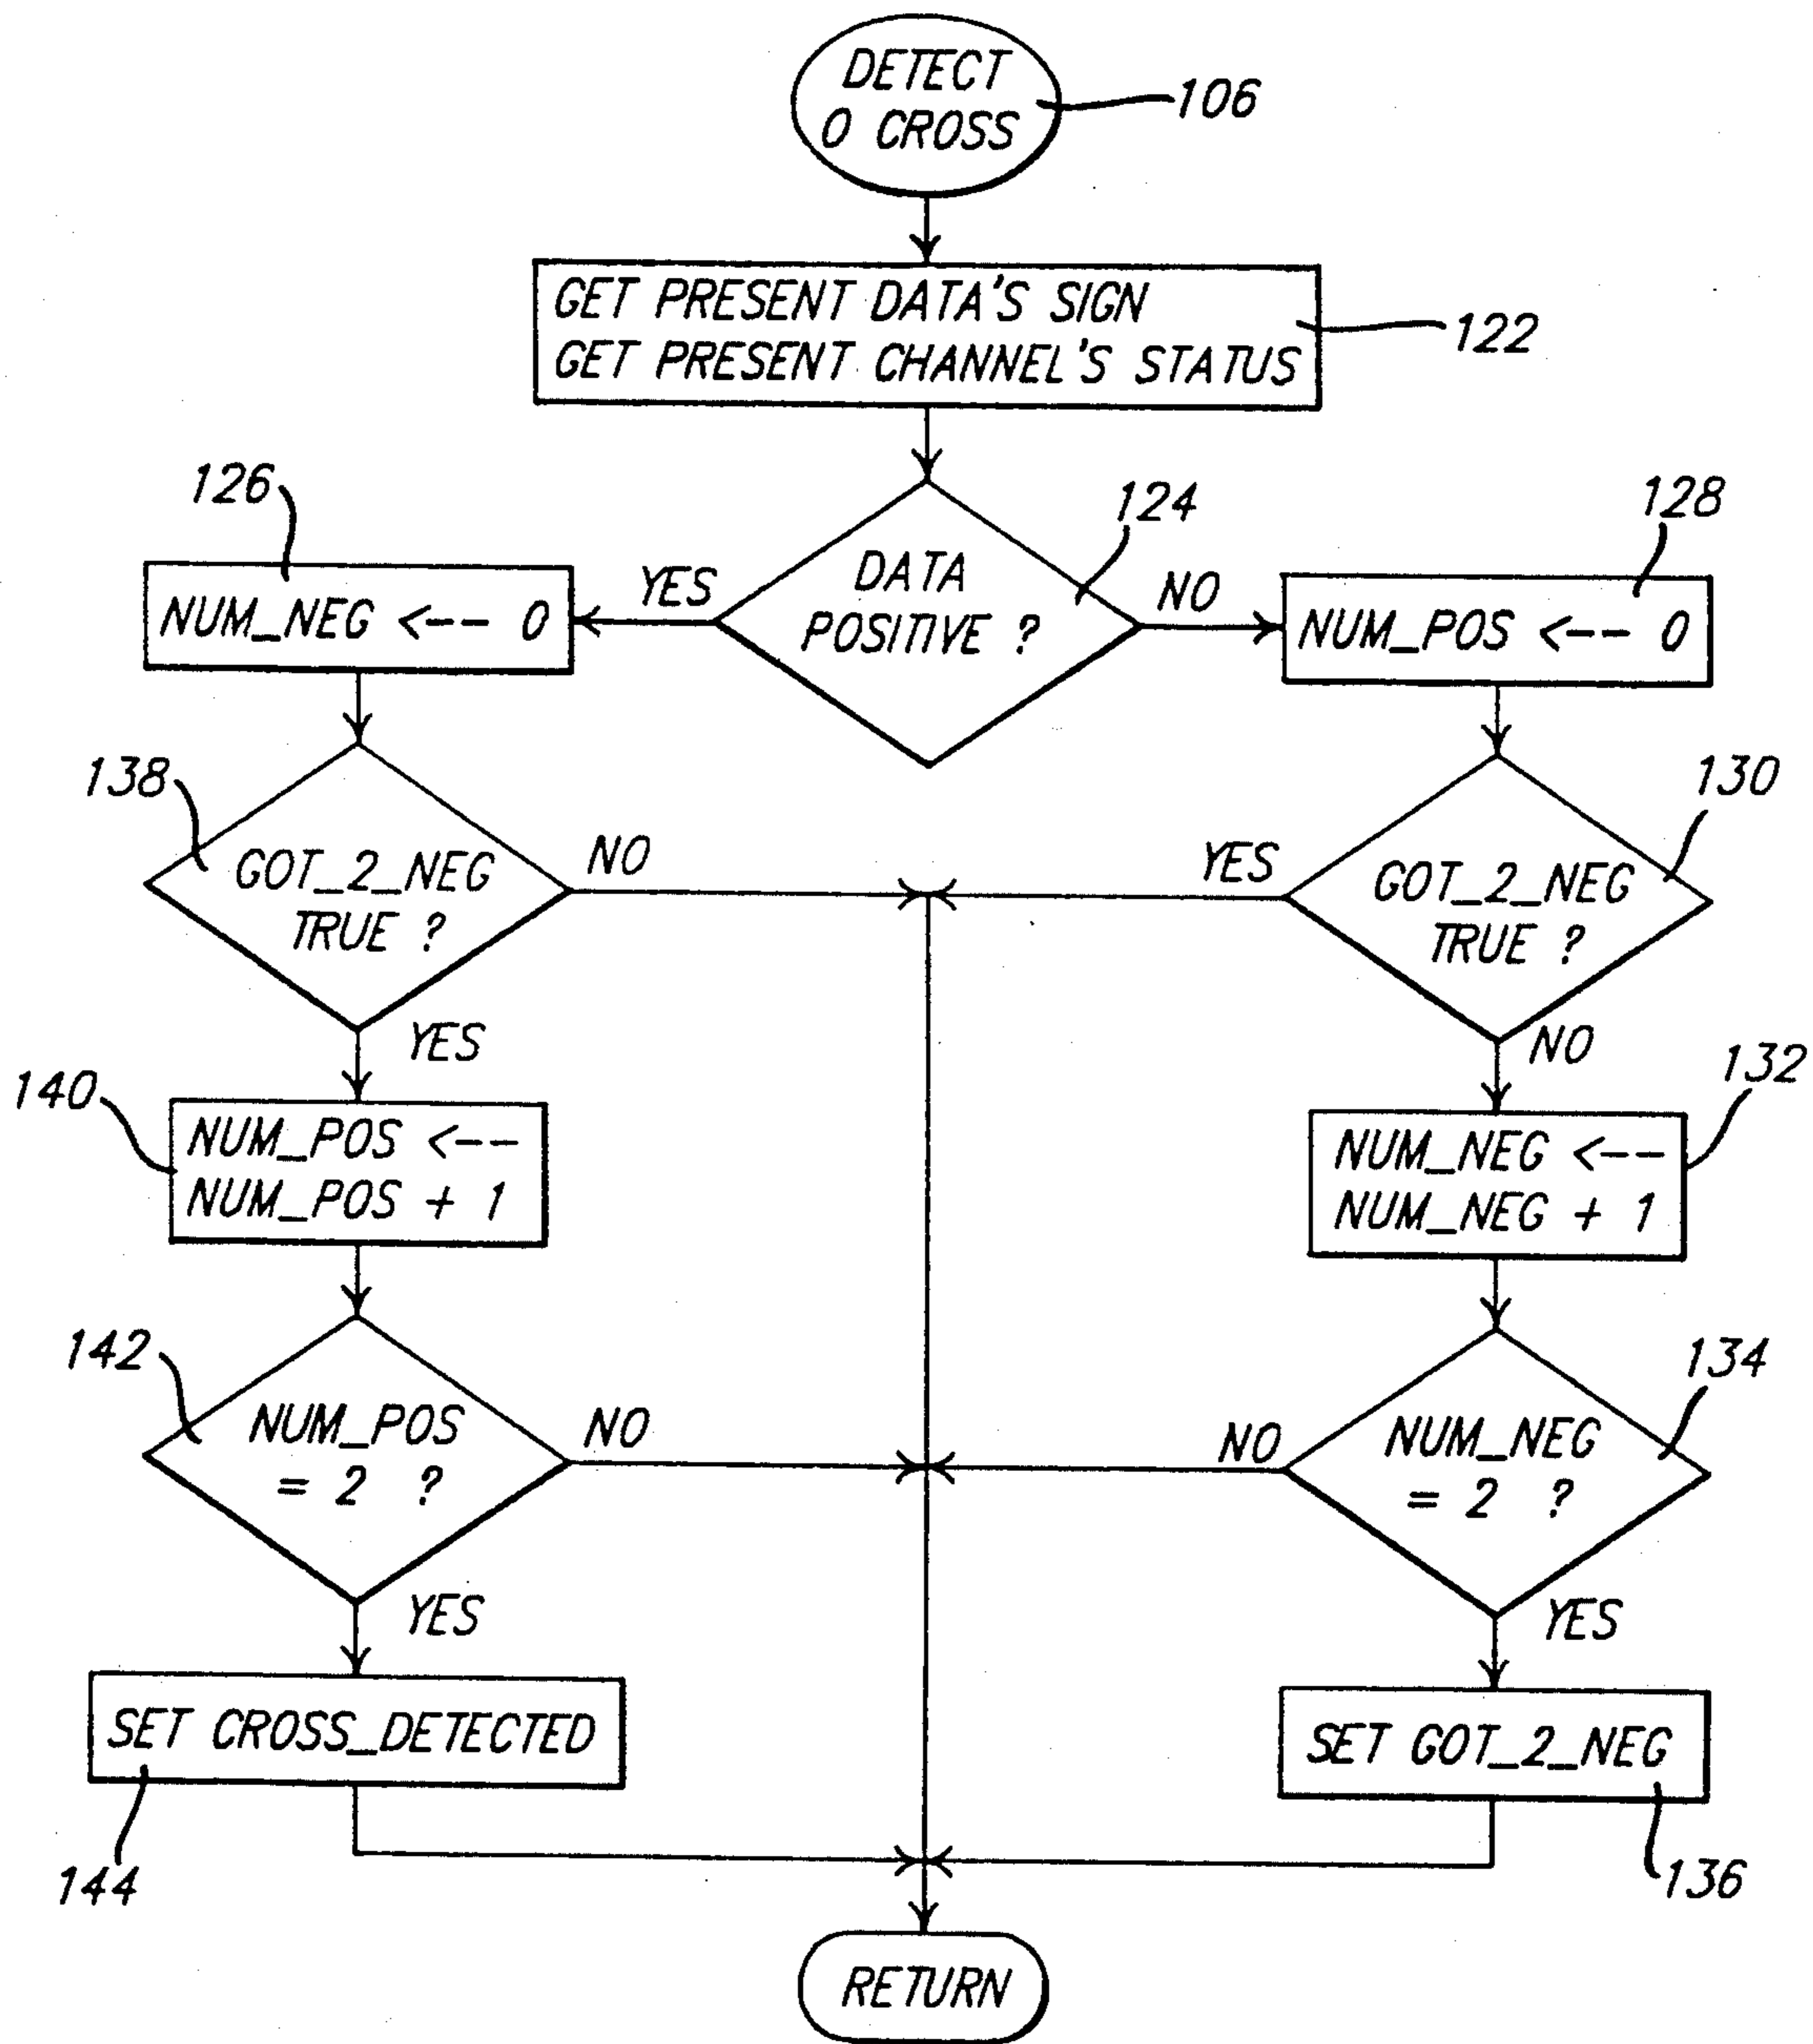 DETECT
0 CROSS
106
GET PRESENT DATA'S SIGN
GET PRESENT CHANNEL'S STATUS
122
126
124
128
DATA
POSITIVE ?
YES
NO
NUM_NEG <-- 0
NUM_POS <-- 0
138
130
GOT_2_NEG
TRUE ?
NO
YES
GOT_2_NEG
TRUE ?
YES
NO
140
132
NUM_POS <--
NUM_POS + 1
NUM_NEG <--
NUM_NEG + 1
142
134
NUM_POS
= 2 ?
NO
NO
NUM_NEG
= 2 ?
YES
YES
SET CROSS_DETECTED
SET GOT_2_NEG
144
136
RETURN